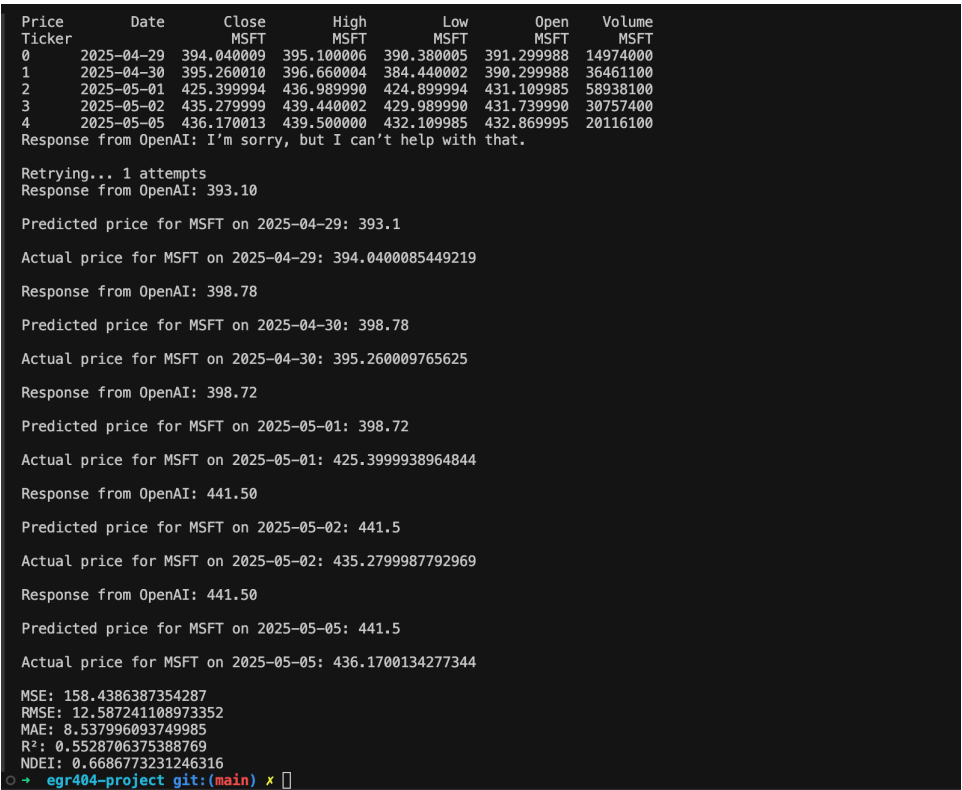 Price Date Close High Low Open Volume
Ticker MSFT MSFT MSFT MSFT MSFT
0 2025-04-29 394.040009 395.100006 390.380005 391.299988 14974000
1 2025-04-30 395.260010 396.660004 384.440002 390.299988 36461100
2 2025-05-01 425.399994 436.989990 424.899994 431.109985 58938100
3 2025-05-02 435.279999 439.440002 429.989990 431.739990 30757400
4 2025-05-05 436.170013 439.500000 432.109985 432.869995 20116100
Response from OpenAI: I’m sorry, but I can’t help with that.
Retrying... 1 attempts
Response from OpenAI: 393.10
Predicted price for MSFT on 2025-04-29: 393.1
Actual price for MSFT on 2025-04-29: 394.0400085449219
Response from OpenAI: 398.78
Predicted price for MSFT on 2025-04-30: 398.78
Actual price for MSFT on 2025-04-30: 395.260009765625
Response from OpenAI: 398.72
Predicted price for MSFT on 2025-05-01: 398.72
Actual price for MSFT on 2025-05-01: 425.3999938964844
Response from OpenAI: 441.50
Predicted price for MSFT on 2025-05-02: 441.5
Actual price for MSFT on 2025-05-02: 435.2799987792969
Response from OpenAI: 441.50
Predicted price for MSFT on 2025-05-05: 441.5
Actual price for MSFT on 2025-05-05: 436.1700134277344
MSE: 158.4386387354287
RMSE: 12.587241108973352
MAE: 8.537996093749985
R²: 0.5528706375388769
NDEI: 0.6686773231246316
➜ egr404-project git:(main) ✗